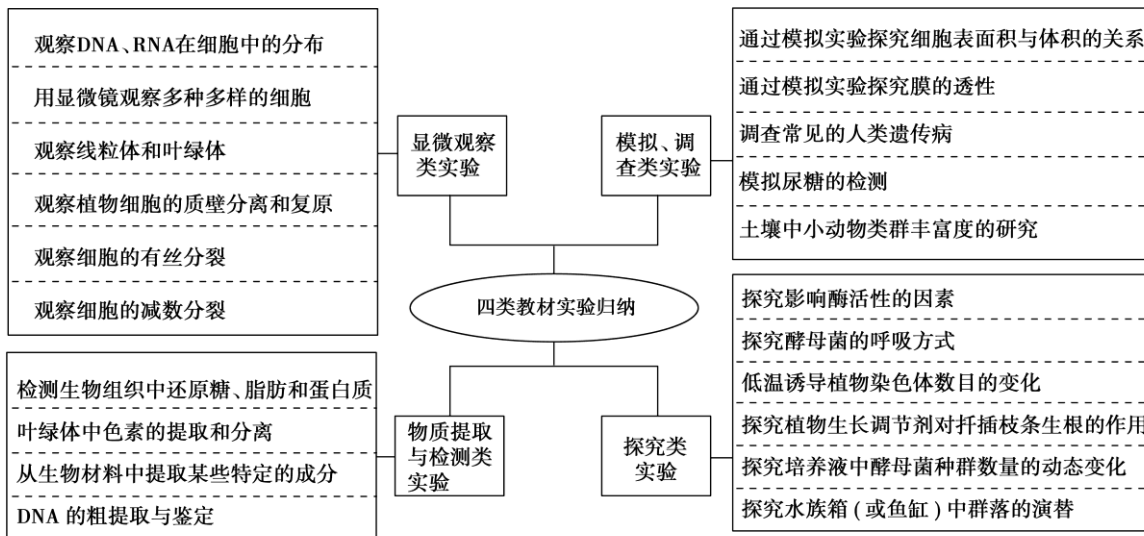 观察DNA、RNA在细胞中的分布
用显微镜观察多种多样的细胞
观察线粒体和叶绿体
观察植物细胞的质壁分离和复原
观察细胞的有丝分裂
观察细胞的减数分裂
显微观察
类实验
模拟、调
查类实验
通过模拟实验探究细胞表面积与体积的关系
通过模拟实验探究膜的透性
调查常见的人类遗传病
模拟尿糖的检测
土壤中小动物类群丰富度的研究
四类教材实验归纳
检测生物组织中还原糖、脂肪和蛋白质
叶绿体中色素的提取和分离
从生物材料中提取某些特定的成分
DNA 的粗提取与鉴定
物质提取
与检测类
实验
探究类
实验
探究影响酶活性的因素
探究酵母菌的呼吸方式
低温诱导植物染色体数目的变化
探究植物生长调节剂对扦插枝条生根的作用
探究培养液中酵母菌种群数量的动态变化
探究水族箱 ( 或鱼缸 ) 中群落的演替